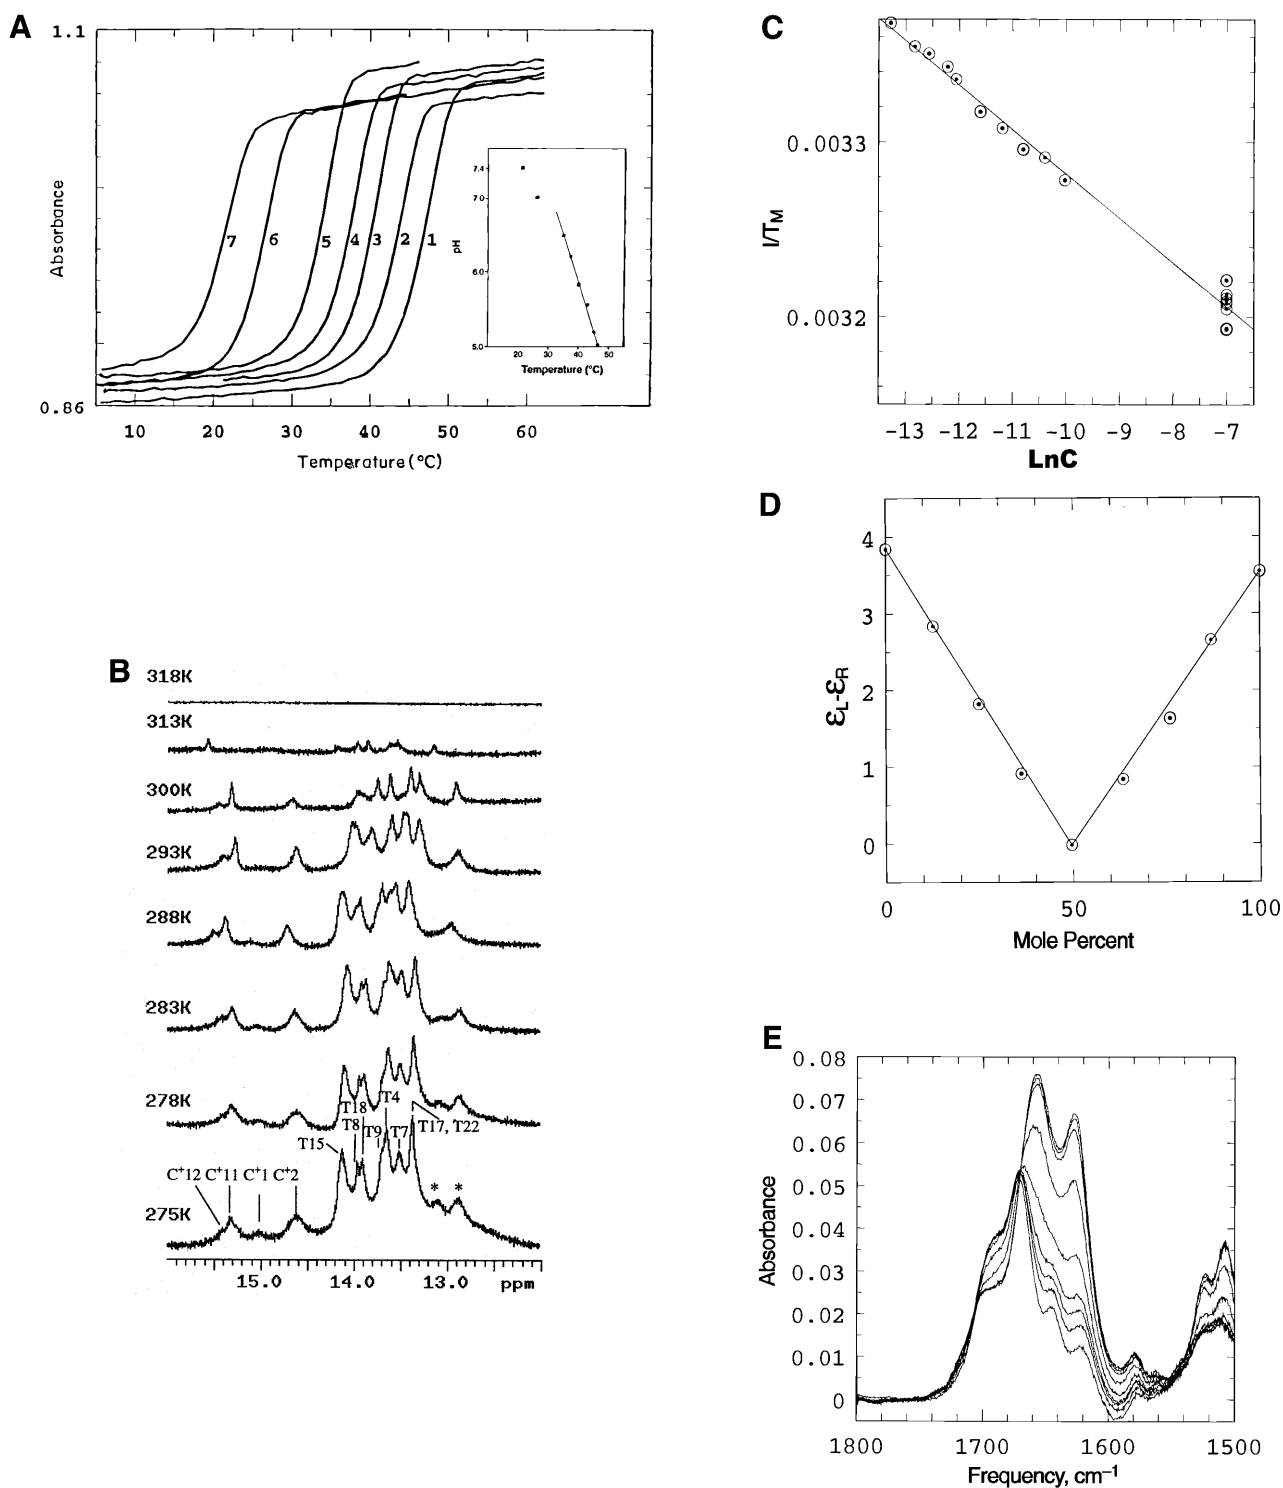 A
1.1
Absorbance
0.86
7
6
5
4
3
2
1
10
20
30
40
50
60
Temperature(°C)
7.4
7.0
6.0
5.0
pH
20
30
40
50
Temperature (°C)
B
318K
313K
300K
293K
288K
283K
278K
275K
C⁺12 C⁺11 C⁺1 C⁺2
T15
T18
T8
T9
T4
T7
T17, T22
*
*
15.0
14.0
13.0
ppm
C
0.0033
0.0032
I/TM
-13 -12 -11 -10 -9 -8 -7
LnC
D
4
3
2
1
0
εL-εR
0
50
100
Mole Percent
E
0.08
0.07
0.06
0.05
0.04
0.03
0.02
0.01
0
Absorbance
1800
1700
1600
1500
Frequency, cm⁻¹